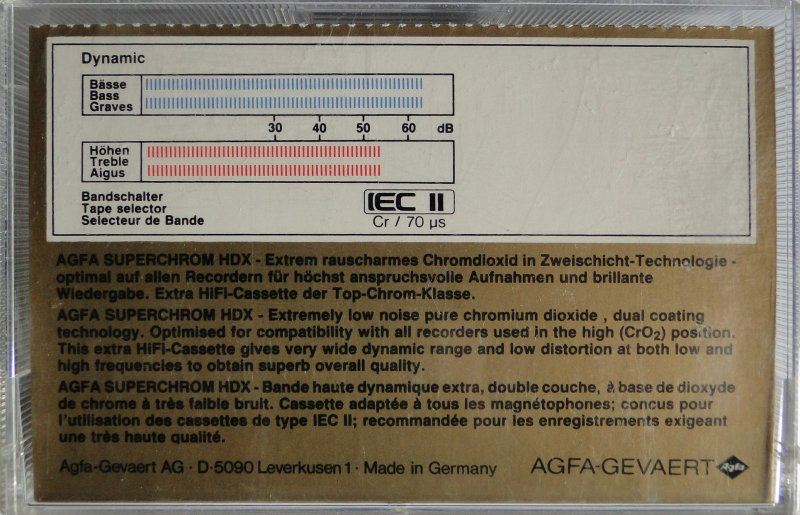 Dynamic
Bässe
Bass
Graves
30 40 50 60 dB
Höhen
Treble
Aigus
Bandschalter
Tape selector
Selecteur de Bande
IEC II
Cr / 70 µs
AGFA SUPERCHROM HDX - Extrem rauscharmes Chromdioxid in Zweischicht-Technologie -
optimal auf allen Recordern für höchst anspruchsvolle Aufnahmen und brillante
Wiedergabe. Extra HiFi-Cassette der Top-Chrom-Klasse.
AGFA SUPERCHROM HDX - Extremely low noise pure chromium dioxide , dual coating
technology. Optimised for compatibility with all recorders used in the high (CrO₂) position.
This extra HiFi-Cassette gives very wide dynamic range and low distortion at both low and
high frequencies to obtain superb overall quality.
AGFA SUPERCHROM HDX - Bande haute dynamique extra, double couche, à base de dioxyde
de chrome à très faible bruit. Cassette adaptée à tous les magnétophones; concus pour
l'utilisation des cassettes de type IEC II; recommandée pour les enregistrements exigeant
une très haute qualité.
Agfa-Gevaert AG · D-5090 Leverkusen 1 · Made in Germany AGFA-GEVAERT Agfa